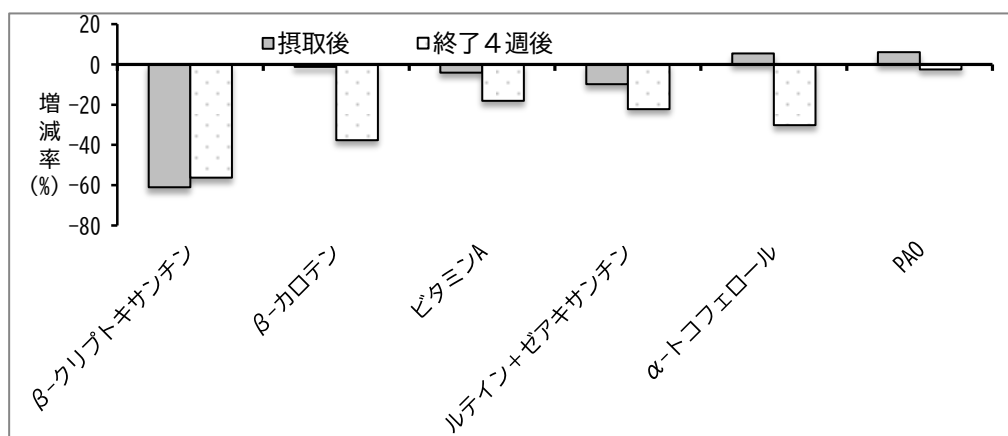 20
0
-20
-40
-60
-80
増減率
(%)
摂取後 終了4週後
β-クリプトキサンチン
β-カロテン
ビタミンA
ルテイン+ゼアキサンチン
α-トコフェロール
PAO